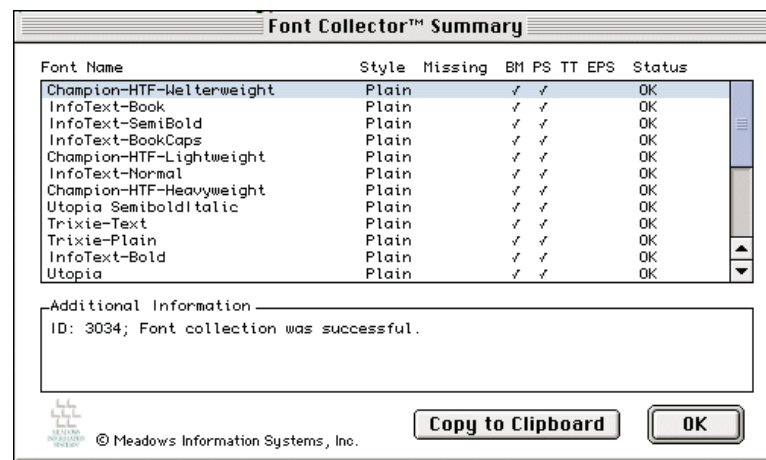 Font Collector™ Summary
Font Name Style Missing BM PS TT EPS Status
Champion-HTF-Welterweight Plain √ √ OK
InfoText-Book Plain √ √ OK
InfoText-SemiBold Plain √ √ OK
InfoText-BookCaps Plain √ √ OK
Champion-HTF-Lightweight Plain √ √ OK
InfoText-Normal Plain √ √ OK
Champion-HTF-Heavyweight Plain √ √ OK
Utopia SemiboldItalic Plain √ √ OK
Trixie-Text Plain √ √ OK
Trixie-Plain Plain √ √ OK
InfoText-Bold Plain √ √ OK
Utopia Plain √ √ OK
Additional Information
ID: 3034; Font collection was successful.
Copy to Clipboard OK
© Meadows Information Systems, Inc.